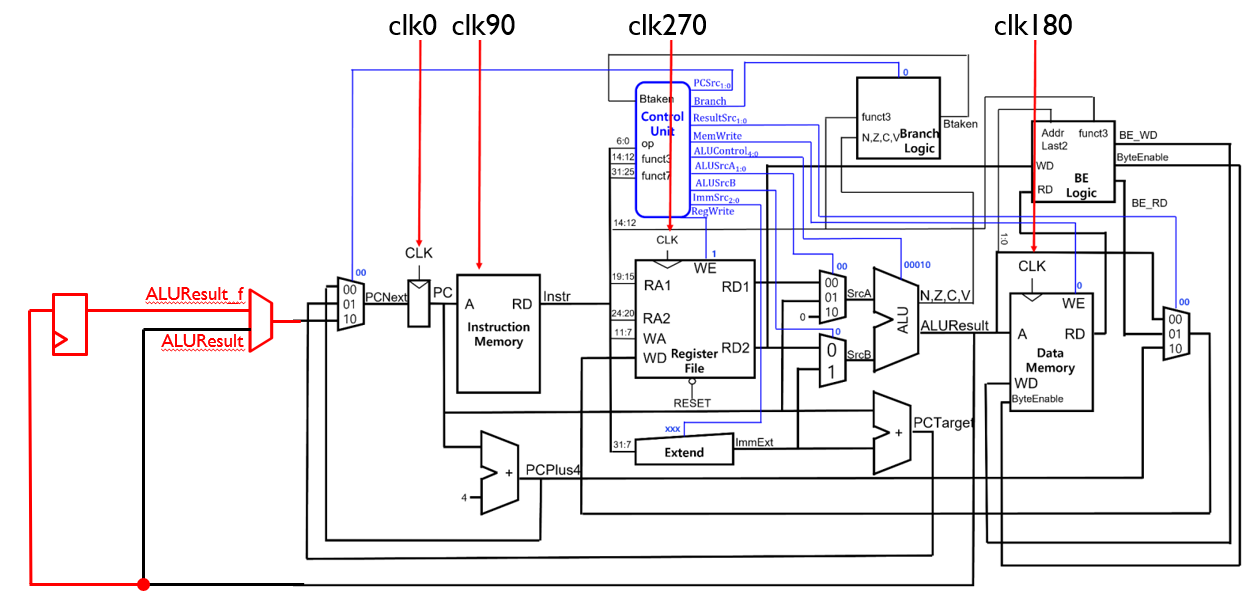 clk0 clk90 clk270 clk180
00
PCSrc1:0
Branch
ResultSrc1:0
MemWrite
ALUControl4:0
ALUSrcA1:0
ALUSrcB
ImmSrc2:0
RegWrite
Btaken
Control
Unit
op
funct3
funct7
6:0
14:12
31:25
14:12
0
funct3
N,Z,C,V
Branch
Logic
Btaken
Addr
Last2
funct3
WD
RD
BE
Logic
BE_WD
ByteEnable
BE_RD
1:0
ALUResult_f
ALUResult
00
01
10
PCNext
CLK
PC
A
RD
Instruction
Memory
Instr
19:15
24:20
11:7
31:7
CLK
WE
1
RA1
RA2
WA
WD
RD1
RD2
Register
File
RESET
xxx
Extend
ImmExt
00
00
01
10
0
SrcA
0
0
1
SrcB
00010
ALU
N,Z,C,V
ALUResult
CLK
WE
0
A
RD
Data
Memory
WD
ByteEnable
00
00
01
10
+
PCTarget
4
+
PCPlus4